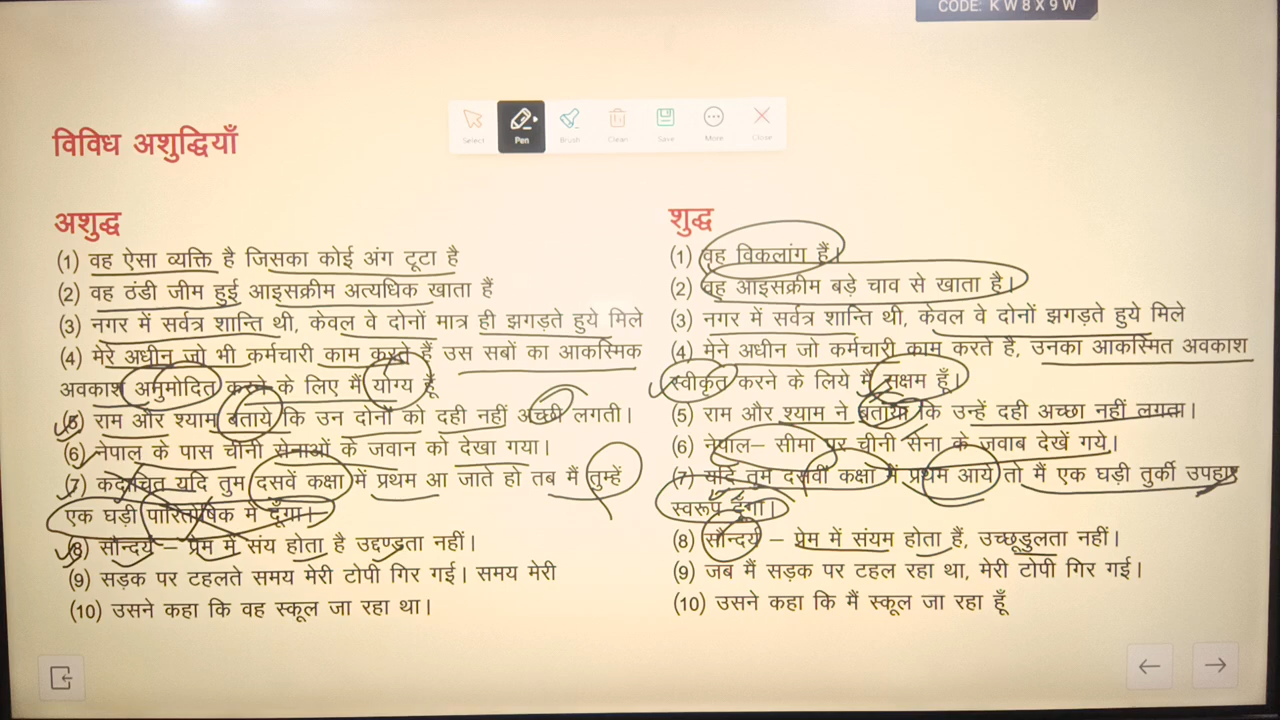 CODE: KW8X9W
Select
Pen
Brush
Clean
Save
More
Close
विविध अशुद्धियाँ
अशुद्ध
(1) वह ऐसा व्यक्ति है जिसका कोई अंग टूटा है
(2) वह ठंडी जीम हुई आइसक्रीम अत्यधिक खाता हैं
(3) नगर में सर्वत्र शान्ति थी, केवल वे दोनों मात्र ही झगड़ते हुये मिले
(4) मेरे अधीन जो भी कर्मचारी काम करते हैं उस सबों का आकस्मिक
अवकाश अनुमोदित करने के लिए मैं योग्य हूँ
(5) राम और श्याम बताये कि उन दोनों को दही नहीं अच्छी लगती।
(6) नेपाल के पास चीनी सेनाओं के जवान को देखा गया।
(7) कदाचित यदि तुम दसवें कक्षा में प्रथम आ जाते हो तब मैं तुम्हें
एक घड़ी पारितोषिक में दूँगा।
(8) सौन्दर्य – प्रेम में संय होता है उद्दण्डता नहीं।
(9) सड़क पर टहलते समय मेरी टोपी गिर गई। समय मेरी
(10) उसने कहा कि वह स्कूल जा रहा था।
शुद्ध
(1) वह विकलांग हैं।
(2) वह आइसक्रीम बड़े चाव से खाता है।
(3) नगर में सर्वत्र शान्ति थी, केवल वे दोनों झगड़ते हुये मिले
(4) मेने अधीन जो कर्मचारी काम करते है, उनका आकस्मित अवकाश
स्वीकृत करने के लिये मैं सक्षम हूँ।
(5) राम और श्याम ने बताया कि उन्हें दही अच्छा नहीं लगता।
(6) नेपाल– सीमा पर चीनी सेना के जवाब देखें गये।
(7) यदि तुम दसवीं कक्षा में प्रथम आये तो मैं एक घड़ी तुर्की उपहार
स्वरूप दूँगा।
(8) सौन्दर्य – प्रेम में संयम होता हैं, उच्छृडुलता नहीं।
(9) जब मैं सड़क पर टहल रहा था, मेरी टोपी गिर गई।
(10) उसने कहा कि मैं स्कूल जा रहा हूँ